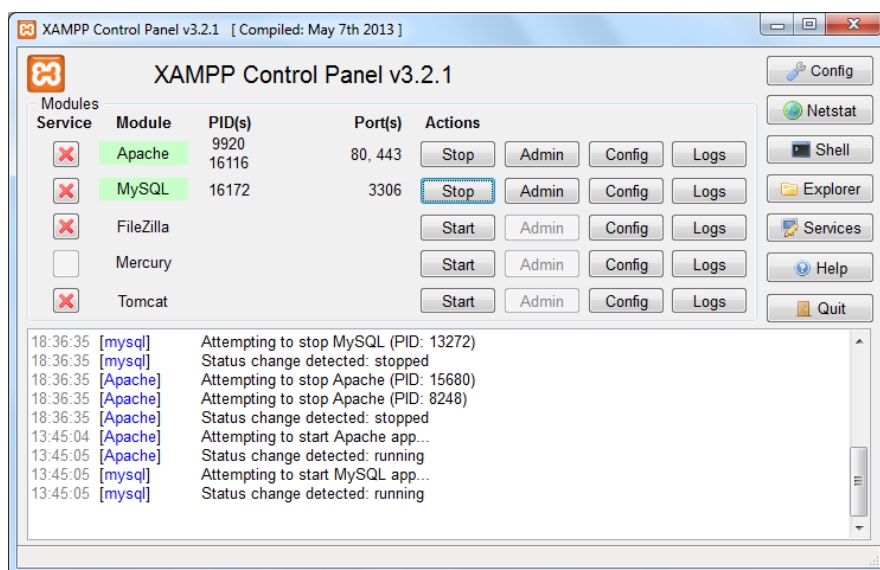 XAMPP Control Panel v3.2.1 [ Compiled: May 7th 2013 ]
XAMPP Control Panel v3.2.1
Config
Netstat
Shell
Explorer
Services
Help
Quit
Modules
Service Module PID(s) Port(s) Actions
Apache 9920 16116 80, 443 Stop Admin Config Logs
MySQL 16172 3306 Stop Admin Config Logs
FileZilla Start Admin Config Logs
Mercury Start Admin Config Logs
Tomcat Start Admin Config Logs
18:36:35 [mysql] Attempting to stop MySQL (PID: 13272)
18:36:35 [mysql] Status change detected: stopped
18:36:35 [Apache] Attempting to stop Apache (PID: 15680)
18:36:35 [Apache] Attempting to stop Apache (PID: 8248)
18:36:35 [Apache] Status change detected: stopped
13:45:04 [Apache] Attempting to start Apache app...
13:45:05 [Apache] Status change detected: running
13:45:05 [mysql] Attempting to start MySQL app...
13:45:05 [mysql] Status change detected: running